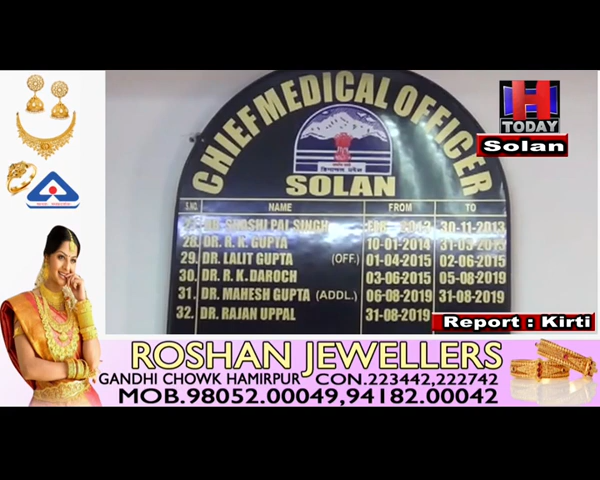 CHIEF MEDICAL OFFICER
SOLAN
S.NO. NAME FROM TO
DR. SHASHI PAL SINGH 30-11-2013
28. DR. R. K. GUPTA 10-01-2014
29. DR. LALIT GUPTA (OFF.) 01-04-2015 02-06-2015
30. DR. R. K. DAROCH 03-06-2015 05-08-2019
31. DR. MAHESH GUPTA (ADDL.) 06-08-2019 31-08-2019
32. DR. RAJAN UPPAL 31-08-2019
H
TODAY
Solan
Report : Kirti
ROSHAN JEWELLERS
GANDHI CHOWK HAMIRPUR CON.223442,222742
MOB.98052.00049,94182.00042